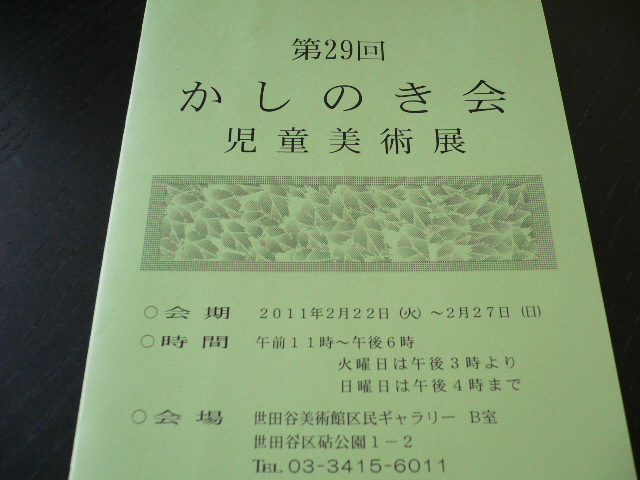 第29回
かしのき会
児童美術展
○会期 2011年2月22日(火)~2月27日(日)
○時間 午前11時~午後6時
火曜日は午後3時より
日曜日は午後4時まで
○会場 世田谷美術館区民ギャラリー B室
世田谷区砧公園1-2
TEL 03-3415-6011